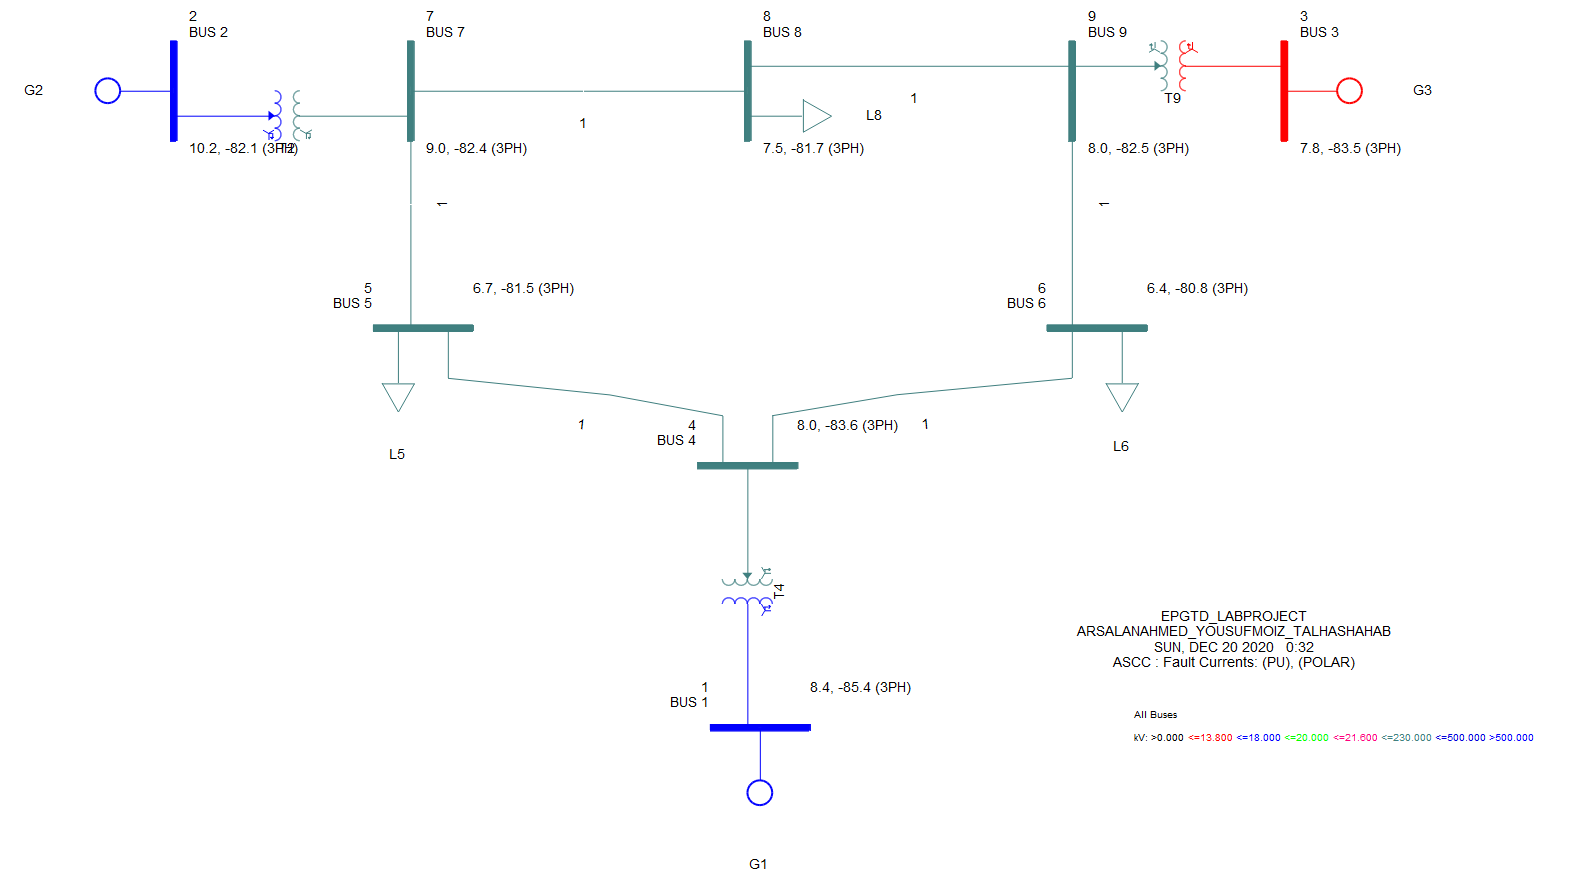 2
BUS 2
7
BUS 7
8
BUS 8
9
BUS 9
3
BUS 3
G2
G3
T9
1
L8
1
10.2, -82.1 (3PH)
T2
9.0, -82.4 (3PH)
7.5, -81.7 (3PH)
8.0, -82.5 (3PH)
7.8, -83.5 (3PH)
1
1
5
BUS 5
6.7, -81.5 (3PH)
6
BUS 6
6.4, -80.8 (3PH)
1
4
BUS 4
8.0, -83.6 (3PH)
1
L5
L6
T4
1
BUS 1
8.4, -85.4 (3PH)
G1
EPGTD_LABPROJECT
ARSALANAHMED_YOUSUFMOIZ_TALHASHAHAB
SUN, DEC 20 2020 0:32
ASCC : Fault Currents: (PU), (POLAR)
All Buses
kV: >0.000 <=13.800 <=18.000 <=20.000 <=21.600 <=230.000 <=500.000 >500.000